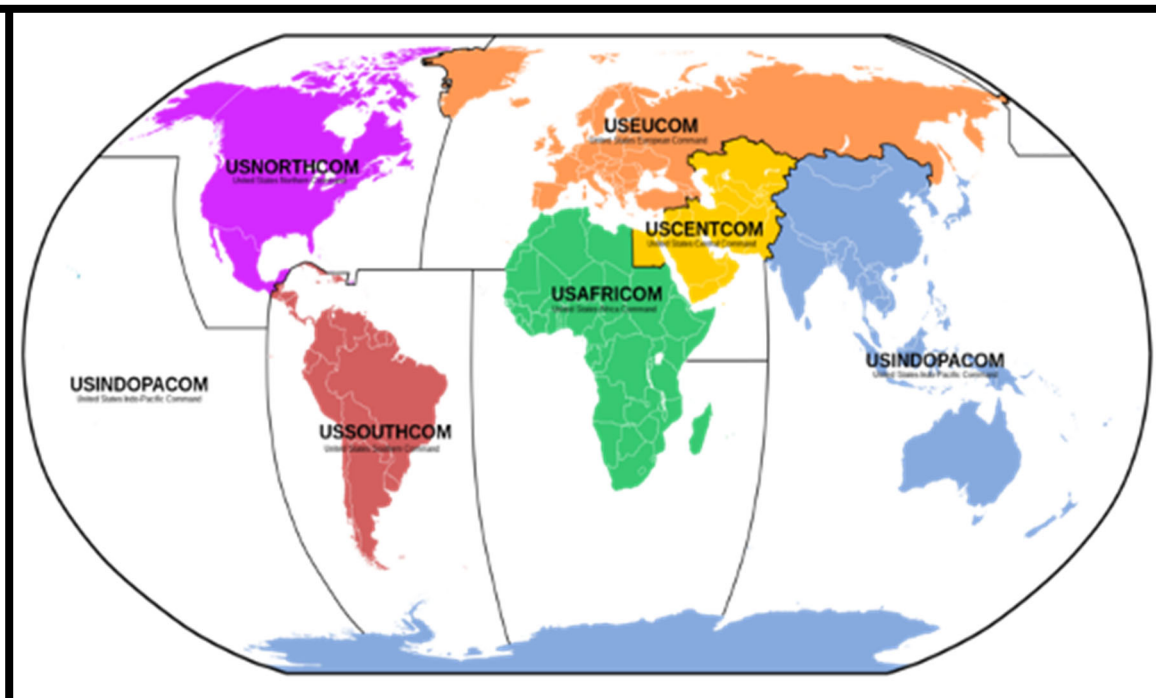 USEUCOM
United States European Command
USNORTHCOM
United States Northern Command
USCENTCOM
United States Central Command
USAFRICOM
United States Africa Command
USINDOPACOM
United States Indo-Pacific Command
USINDOPACOM
United States Indo-Pacific Command
USSOUTHCOM
United States Southern Command